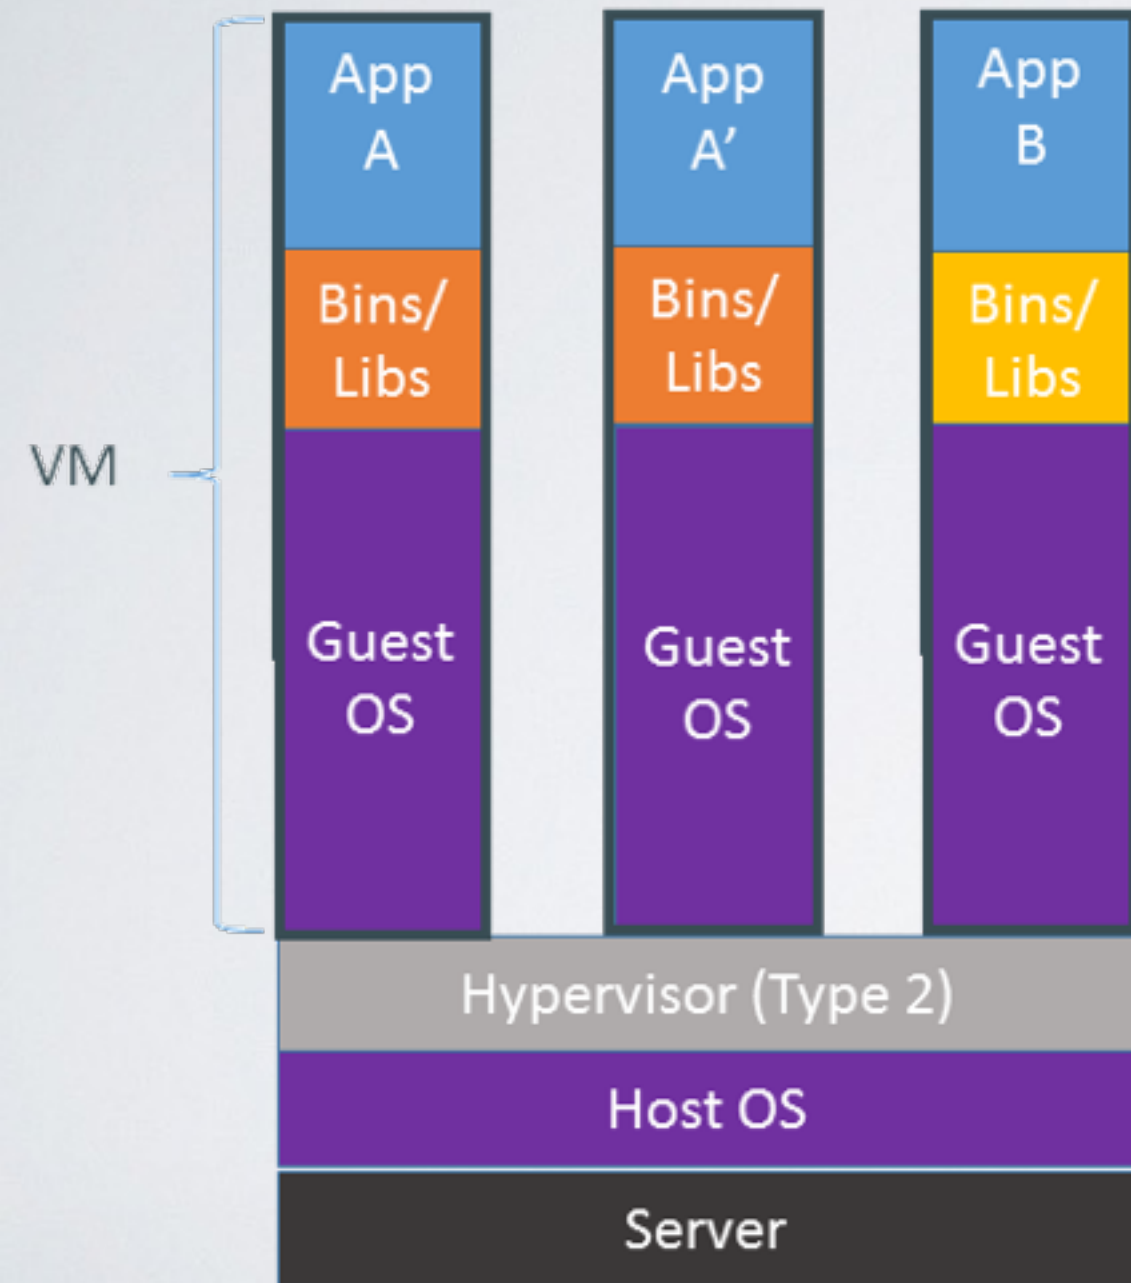 App
A
App
A’
App
B
Bins/
Libs
Bins/
Libs
Bins/
Libs
VM
Guest
OS
Guest
OS
Guest
OS
Hypervisor (Type 2)
Host OS
Server